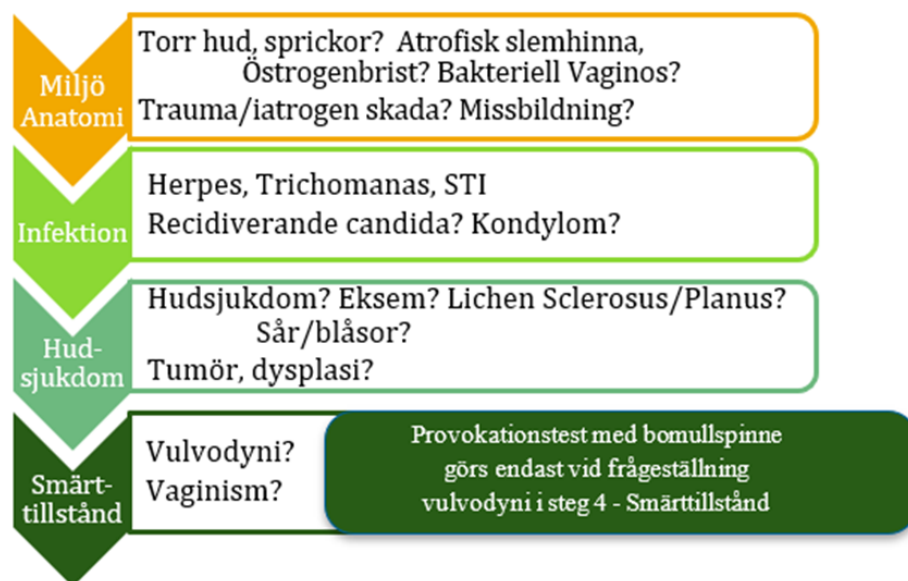 Miljö
Anatomi
Torr hud, sprickor? Atrofisk slemhinna,
Östrogenbrist? Bakteriell Vaginos?
Trauma/iatrogen skada? Missbildning?
Infektion
Herpes, Trichomanas, STI
Recidiverande candida? Kondylom?
Hud-
sjukdom
Hudsjukdom? Eksem? Lichen Sclerosus/Planus?
Sår/blåsor?
Tumör, dysplasi?
Smärt-
tillstånd
Vulvodyni?
Vaginism?
Provokationstest med bomullspinne
görs endast vid frågeställning
vulvodyni i steg 4 - Smärttillstånd